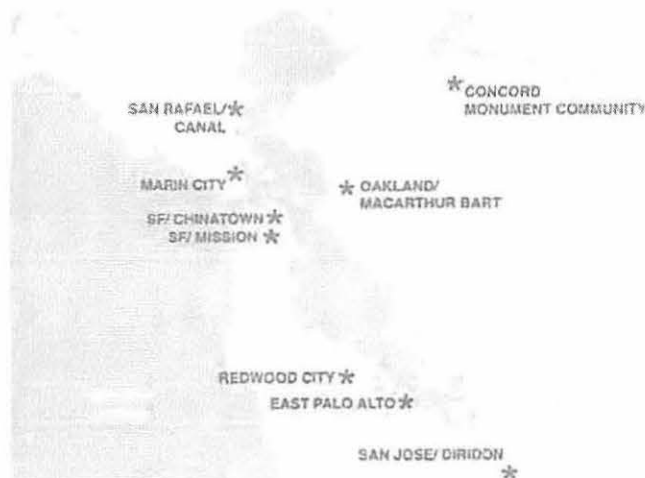 CONCORD
MONUMENT COMMUNITY
SAN RAFAEL/
CANAL
MARIN CITY
OAKLAND/
MACARTHUR BART
SF/ CHINATOWN
SF/ MISSION
REDWOOD CITY
EAST PALO ALTO
SAN JOSE/ DIRIDON